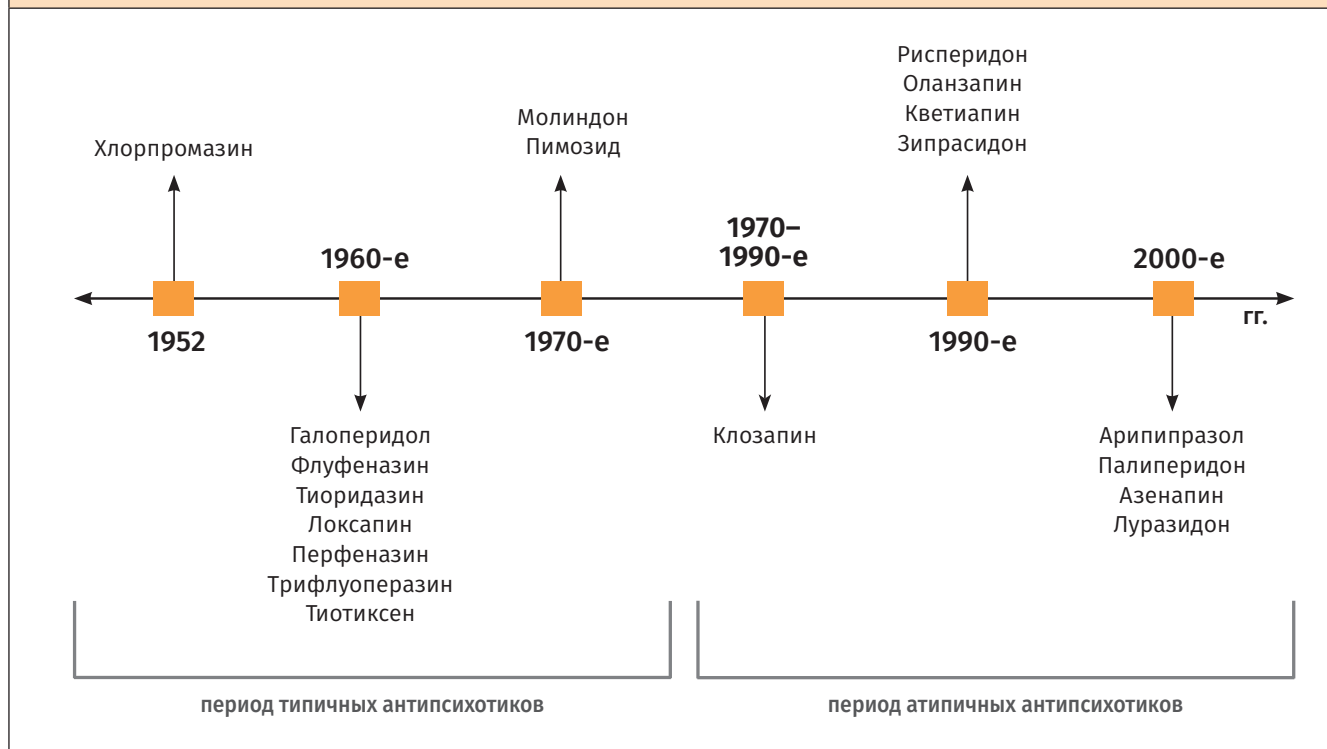 Хлорпромазин
1952
1960-е
Галоперидол
Флуфеназин
Тиоридазин
Локсапин
Перфеназин
Трифлуоперазин
Тиотиксен
Молиндон
Пимозид
1970-е
1970–
1990-е
Клозапин
Рисперидон
Оланзапин
Кветиапин
Зипрасидон
1990-е
2000-е
гг.
Арипипразол
Палиперидон
Азенапин
Луразидон
период типичных антипсихотиков
период атипичных антипсихотиков